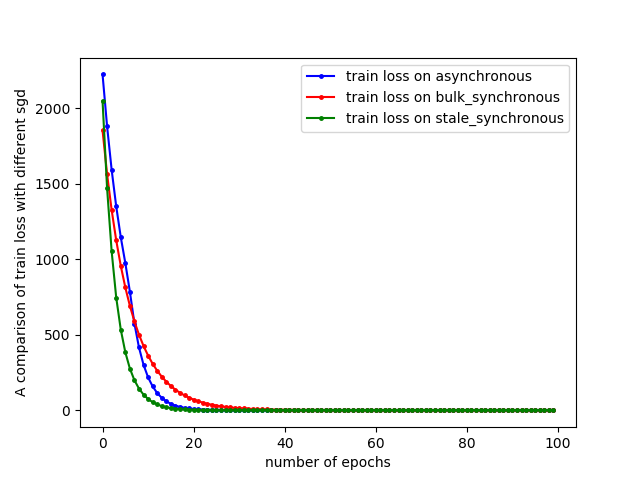 train loss on asynchronous
train loss on bulk_synchronous
train loss on stale_synchronous
A comparison of train loss with different sgd
2000
1500
1000
500
0
0 20 40 60 80 100
number of epochs